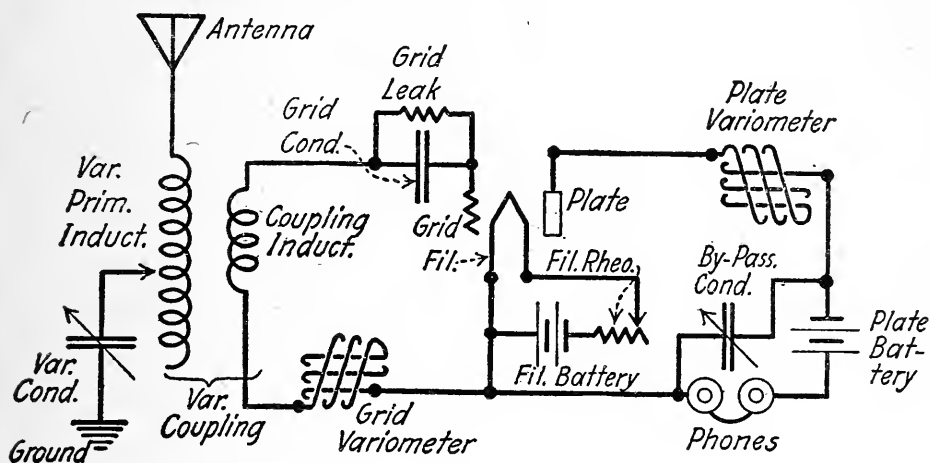 Antenna
Grid
Leak
Grid
Cond.
Plate
Variometer
Var.
Prim.
Induct.
Coupling
Induct.
Grid
Plate
Fil.
Fil. Rheo.
By-Pass.
Cond.
Var.
Cond.
Var.
Coupling
Fil. Battery
Plate
Bat-
tery
Grid
Variometer
Phones
Ground